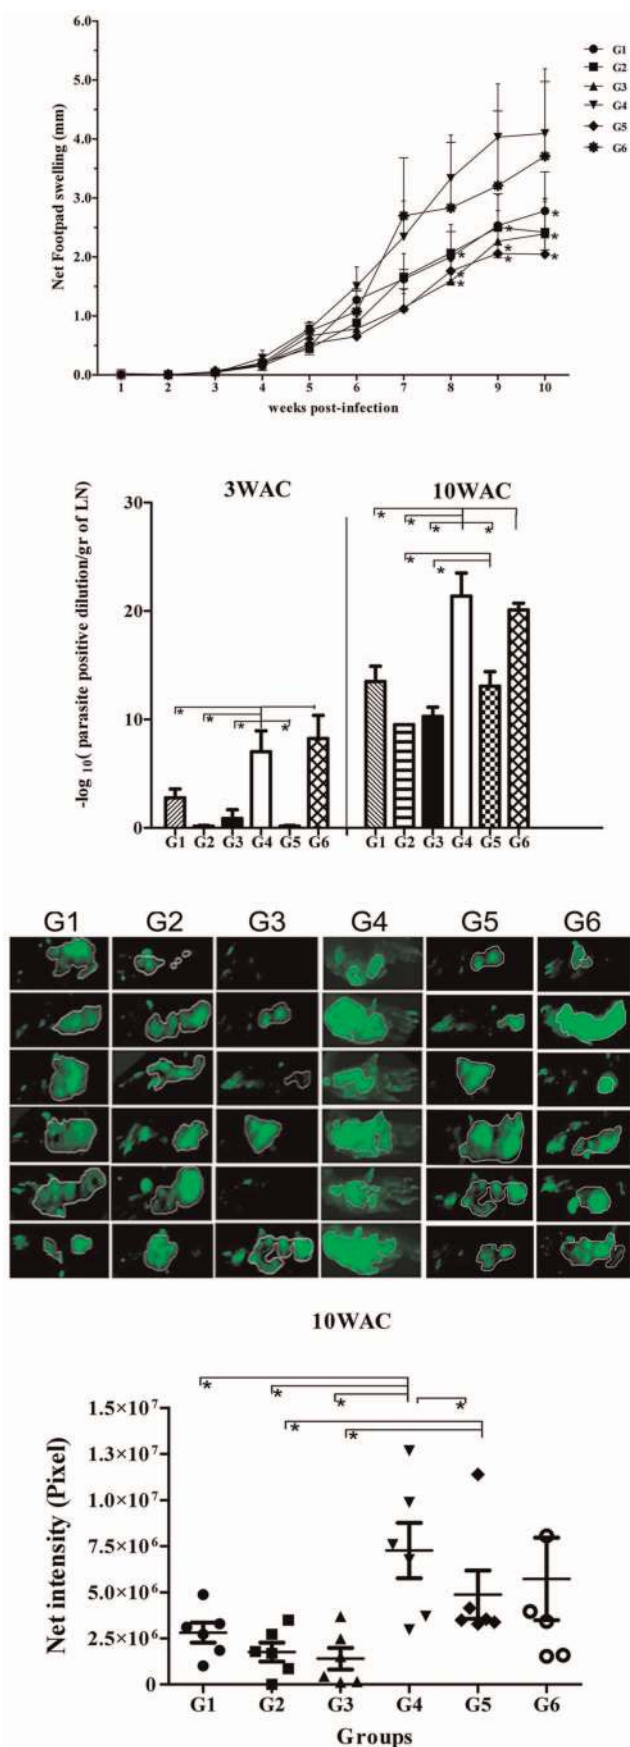 6.0
5.0
4.0
3.0
2.0
1.0
0.0
Net Footpad swelling (mm)
G1
G2
G3
G4
G5
G6
* * * * * * * * * *
1 2 3 4 5 6 7 8 9 10
weeks post-infection
3WAC 10WAC
-log 10( parasite positive dilution/gr of LN)
30
20
10
0
* * * *
* * * *
* *
G1 G2 G3 G4 G5 G6 G1 G2 G3 G4 G5 G6
G1 G2 G3 G4 G5 G6
10WAC
* * * *
* *
Net intensity (Pixel)
1.5×10^7
1.3×10^7
1.0×10^7
7.5×10^6
5.0×10^6
2.5×10^6
0
G1 G2 G3 G4 G5 G6
Groups